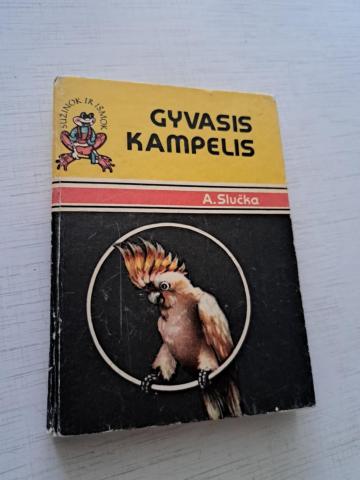 SUŽINOK IR IŠMOK
GYVASIS
KAMPELIS
A.Slučka